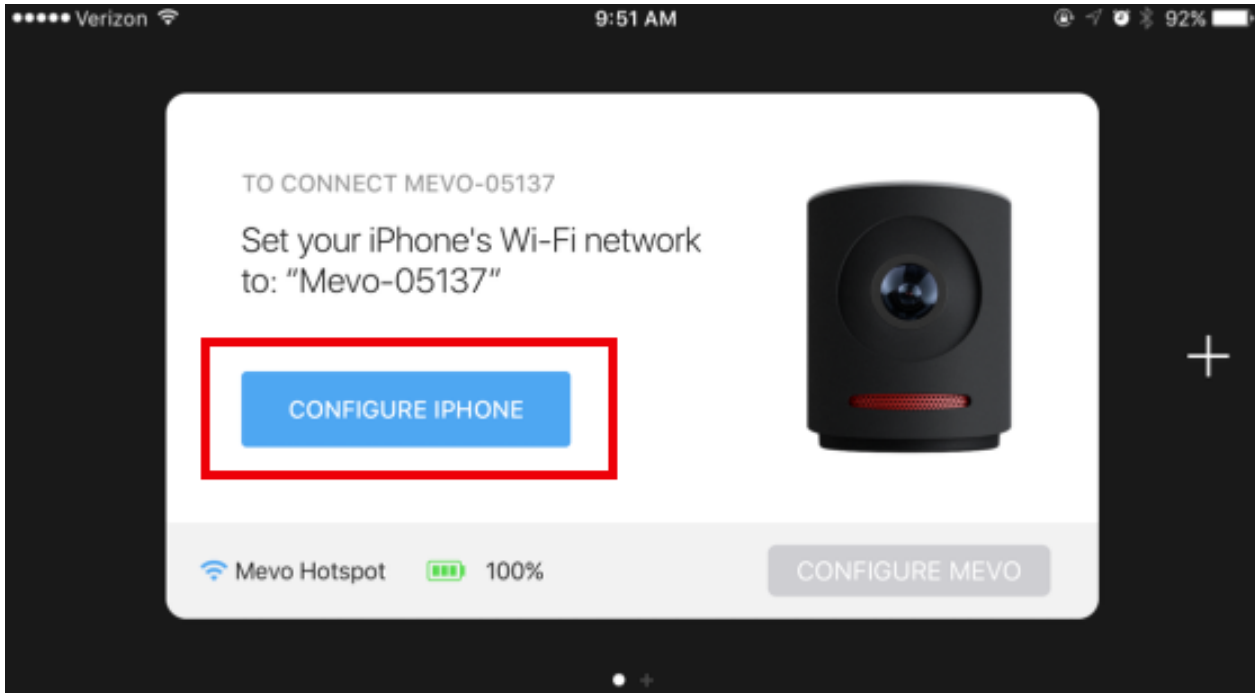 Verizon 9:51 AM 92%
TO CONNECT MEVO-05137
Set your iPhone's Wi-Fi network
to: “Mevo-05137”
CONFIGURE IPHONE
Mevo Hotspot 100% CONFIGURE MEVO